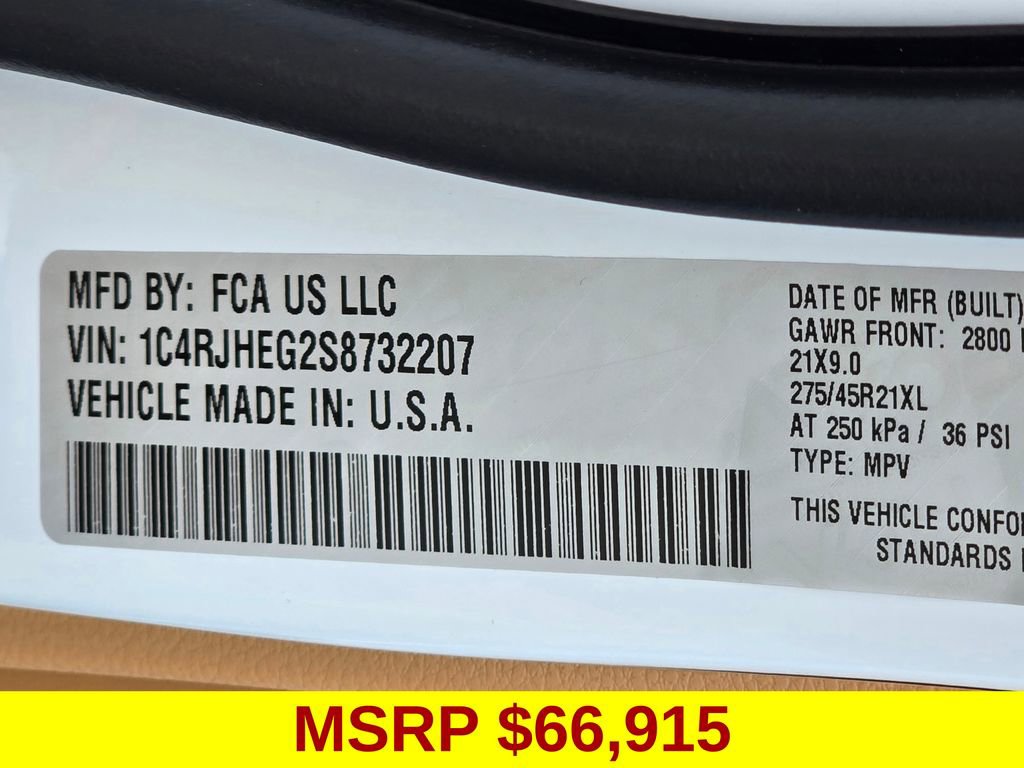 MFD BY: FCA US LLC
VIN: 1C4RJHEG2S8732207
VEHICLE MADE IN: U.S.A.
DATE OF MFR (BUILT)
GAWR FRONT: 2800
21X9.0
275/45R21XL
AT 250 kPa / 36 PSI
TYPE: MPV
THIS VEHICLE
STANDARDS
MSRP $66,915